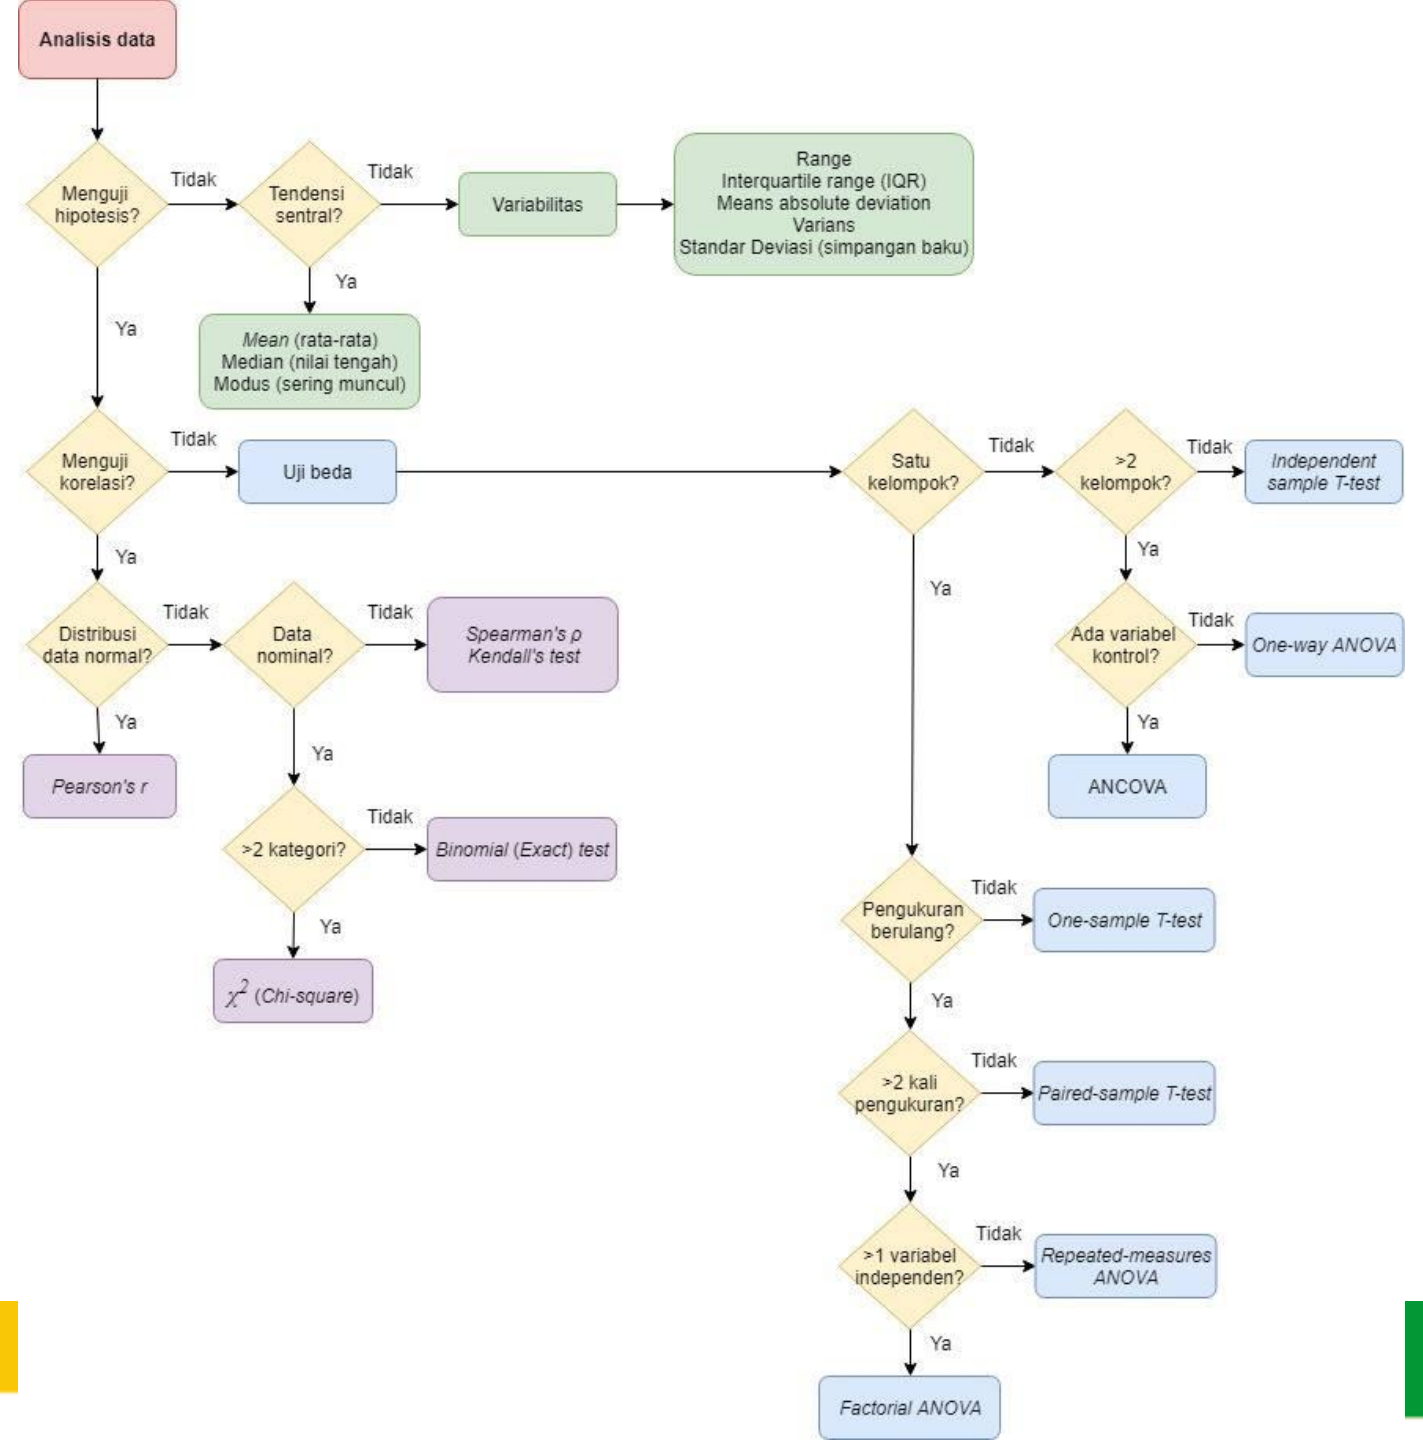 Analisis data
Menguji
hipotesis?
Tidak
Tendensi
sentral?
Tidak
Variabilitas
Range
Interquartile range (IQR)
Means absolute deviation
Varians
Standar Deviasi (simpangan baku)
Ya
Ya
Mean (rata-rata)
Median (nilai tengah)
Modus (sering muncul)
Menguji
korelasi?
Tidak
Uji beda
Satu
kelompok?
Tidak
>2
kelompok?
Tidak
Independent
sample T-test
Ya
Ya
Ya
Distribusi
data normal?
Tidak
Data
nominal?
Tidak
Spearman's ρ
Kendall's test
Ada variabel
kontrol?
Tidak
One-way ANOVA
Ya
Ya
Ya
Pearson's r
ANCOVA
>2 kategori?
Tidak
Binomial (Exact) test
Ya
χ² (Chi-square)
Pengukuran
berulang?
Tidak
One-sample T-test
Ya
>2 kali
pengukuran?
Tidak
Paired-sample T-test
Ya
>1 variabel
independen?
Tidak
Repeated-measures
ANOVA
Ya
Factorial ANOVA